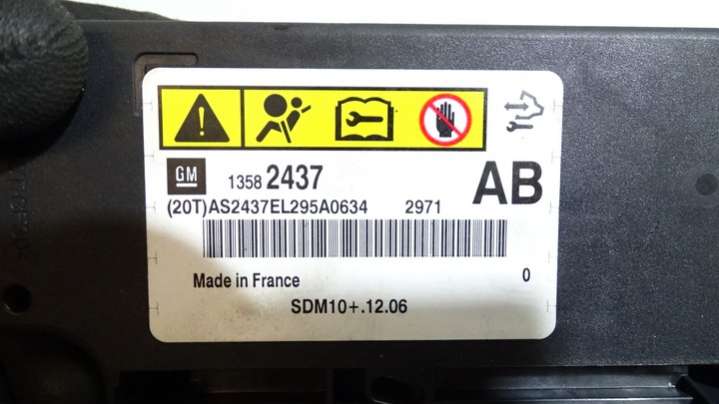 GM 1358 2437 AB
(20T)AS2437EL295A0634 2971
Made in France 0
SDM10+.12.06